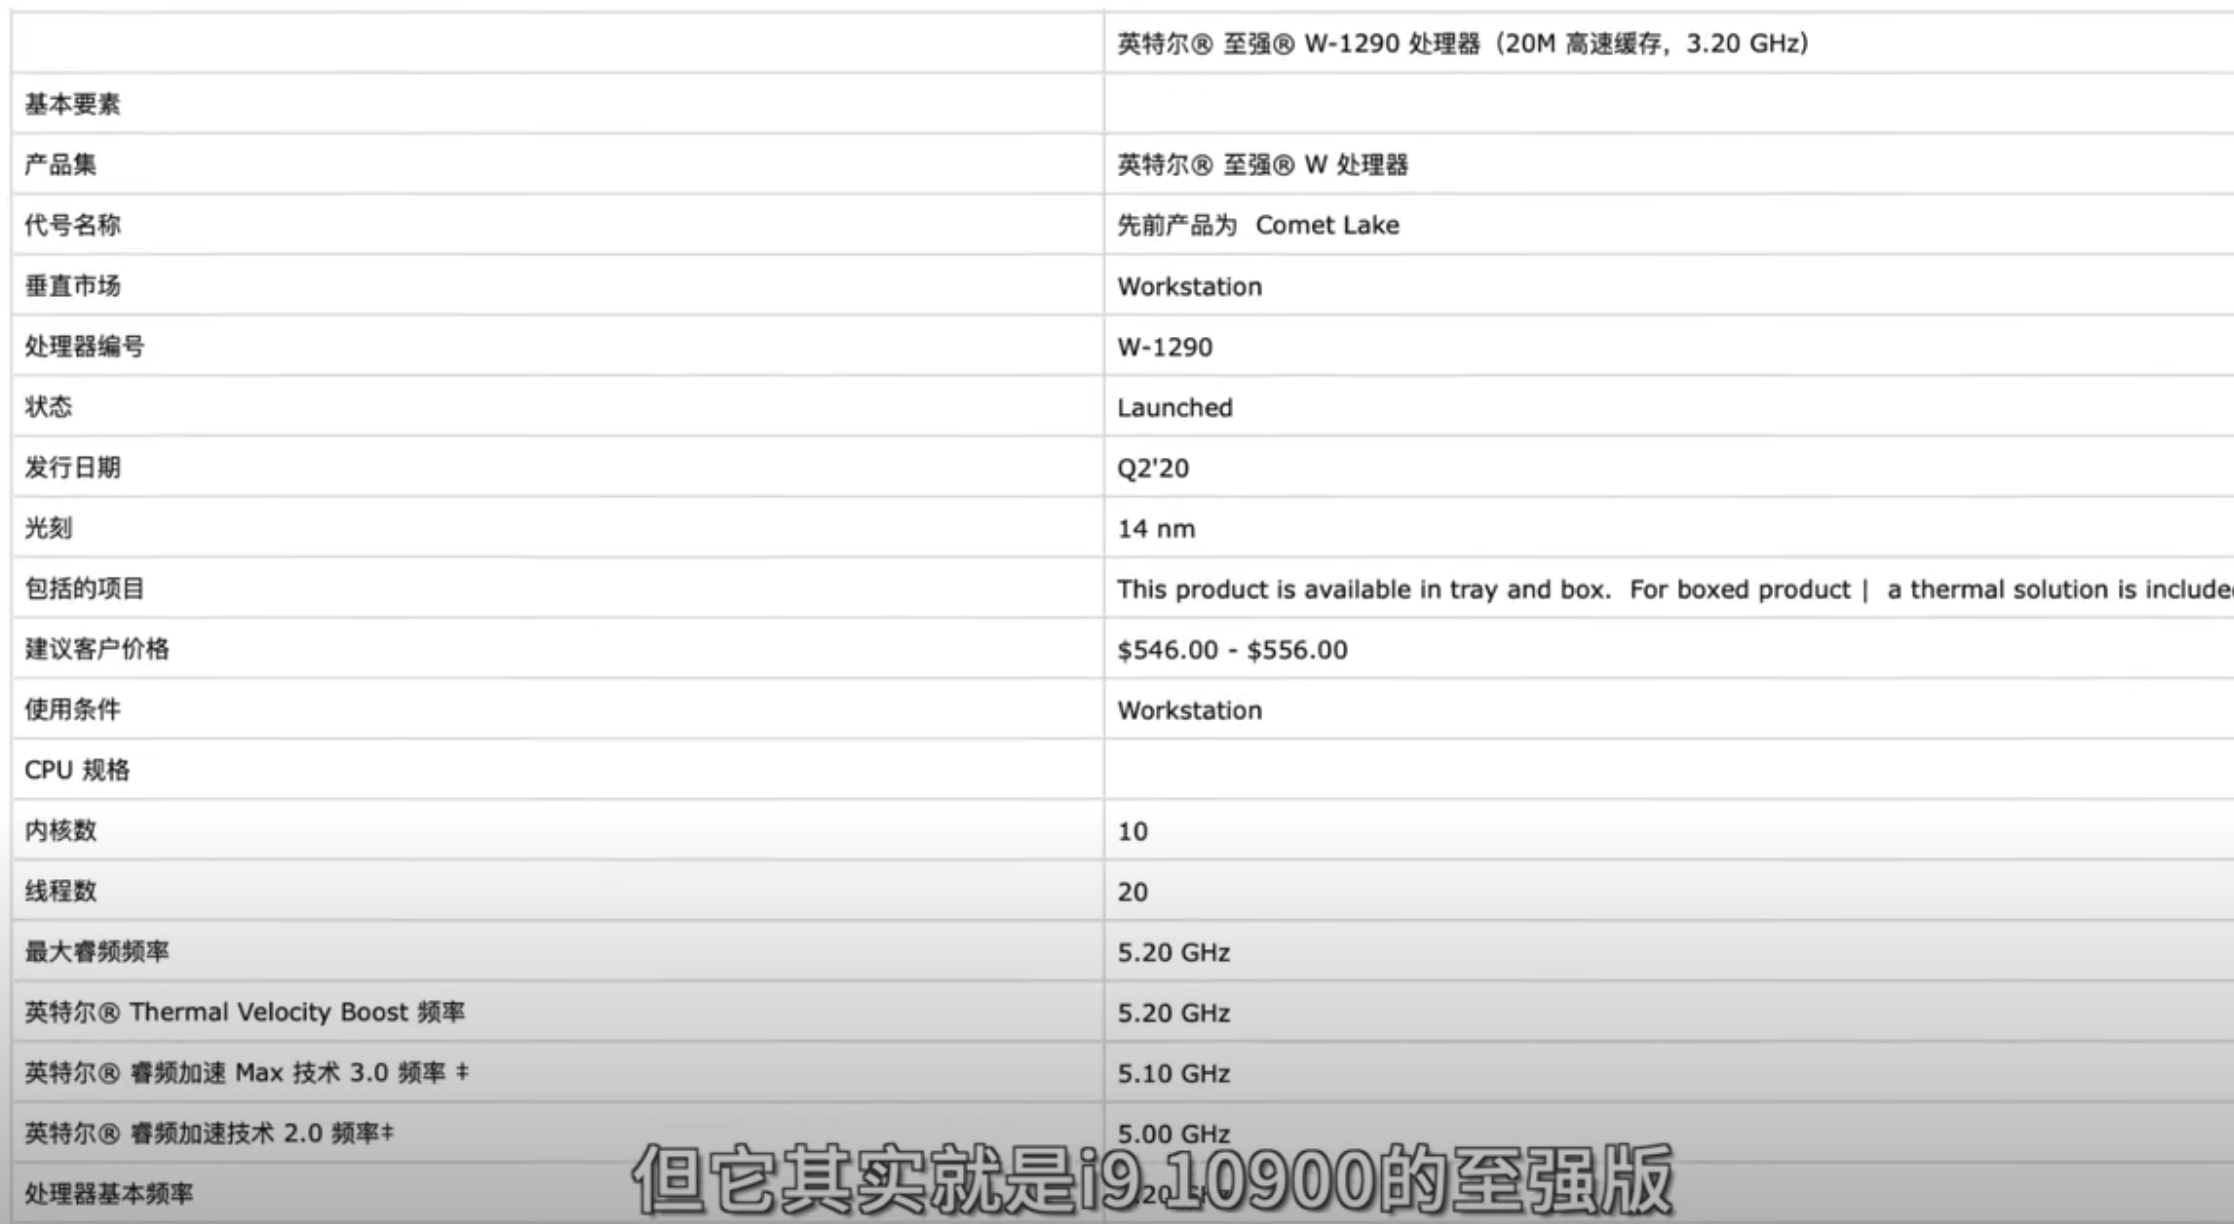 英特尔® 至强® W-1290 处理器（20M 高速缓存，3.20 GHz）
基本要素
产品集 英特尔® 至强® W 处理器
代号名称 先前产品为 Comet Lake
垂直市场 Workstation
处理器编号 W-1290
状态 Launched
发行日期 Q2'20
光刻 14 nm
包括的项目 This product is available in tray and box. For boxed product | a thermal solution is include
建议客户价格 $546.00 - $556.00
使用条件 Workstation
CPU 规格
内核数 10
线程数 20
最大睿频频率 5.20 GHz
英特尔® Thermal Velocity Boost 频率 5.20 GHz
英特尔® 睿频加速 Max 技术 3.0 频率 ‡ 5.10 GHz
英特尔® 睿频加速技术 2.0 频率‡ 5.00 GHz
处理器基本频率
但它其实就是i9 10900的至强版